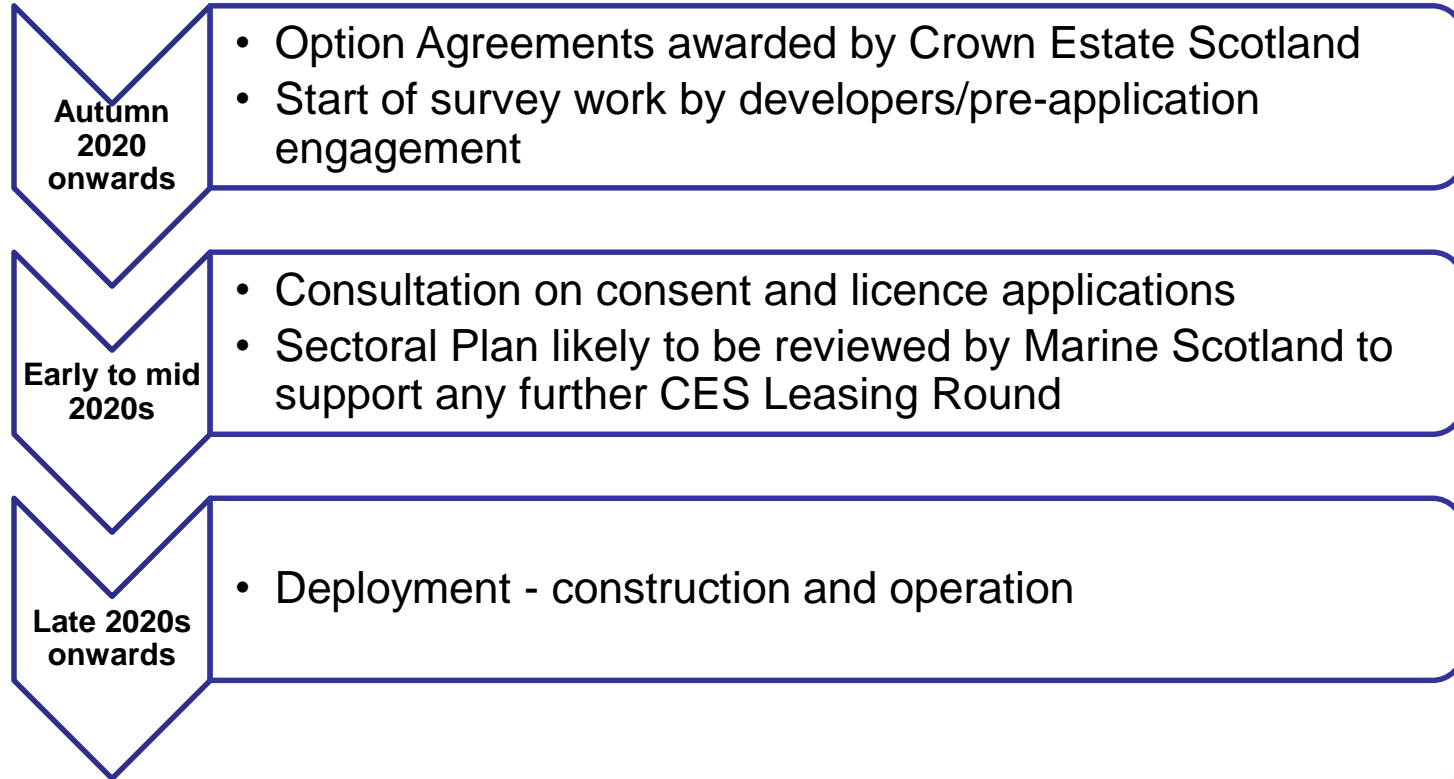 Autumn
2020
onwards
• Option Agreements awarded by Crown Estate Scotland
• Start of survey work by developers/pre-application
engagement
Early to mid
2020s
• Consultation on consent and licence applications
• Sectoral Plan likely to be reviewed by Marine Scotland to
support any further CES Leasing Round
Late 2020s
onwards
• Deployment - construction and operation